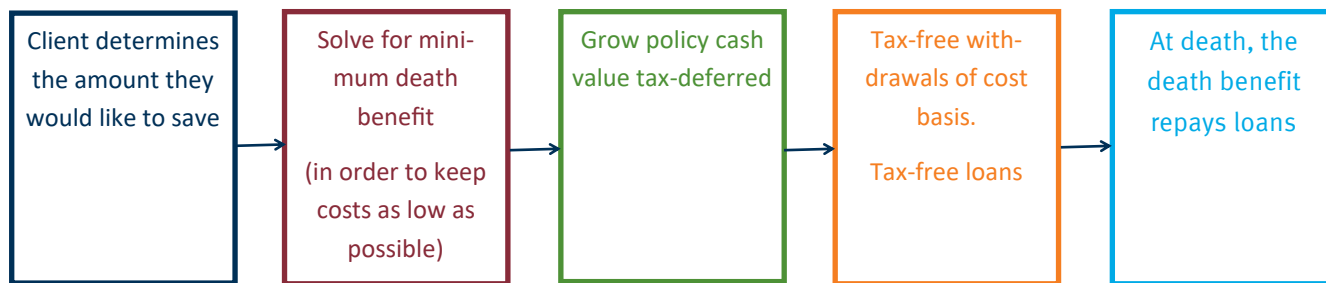 Client determines
the amount they
would like to save
Solve for mini-
mum death
benefit
(in order to keep
costs as low as
possible)
Grow policy cash
value tax-deferred
Tax-free with-
drawals of cost
basis.
Tax-free loans
At death, the
death benefit
repays loans